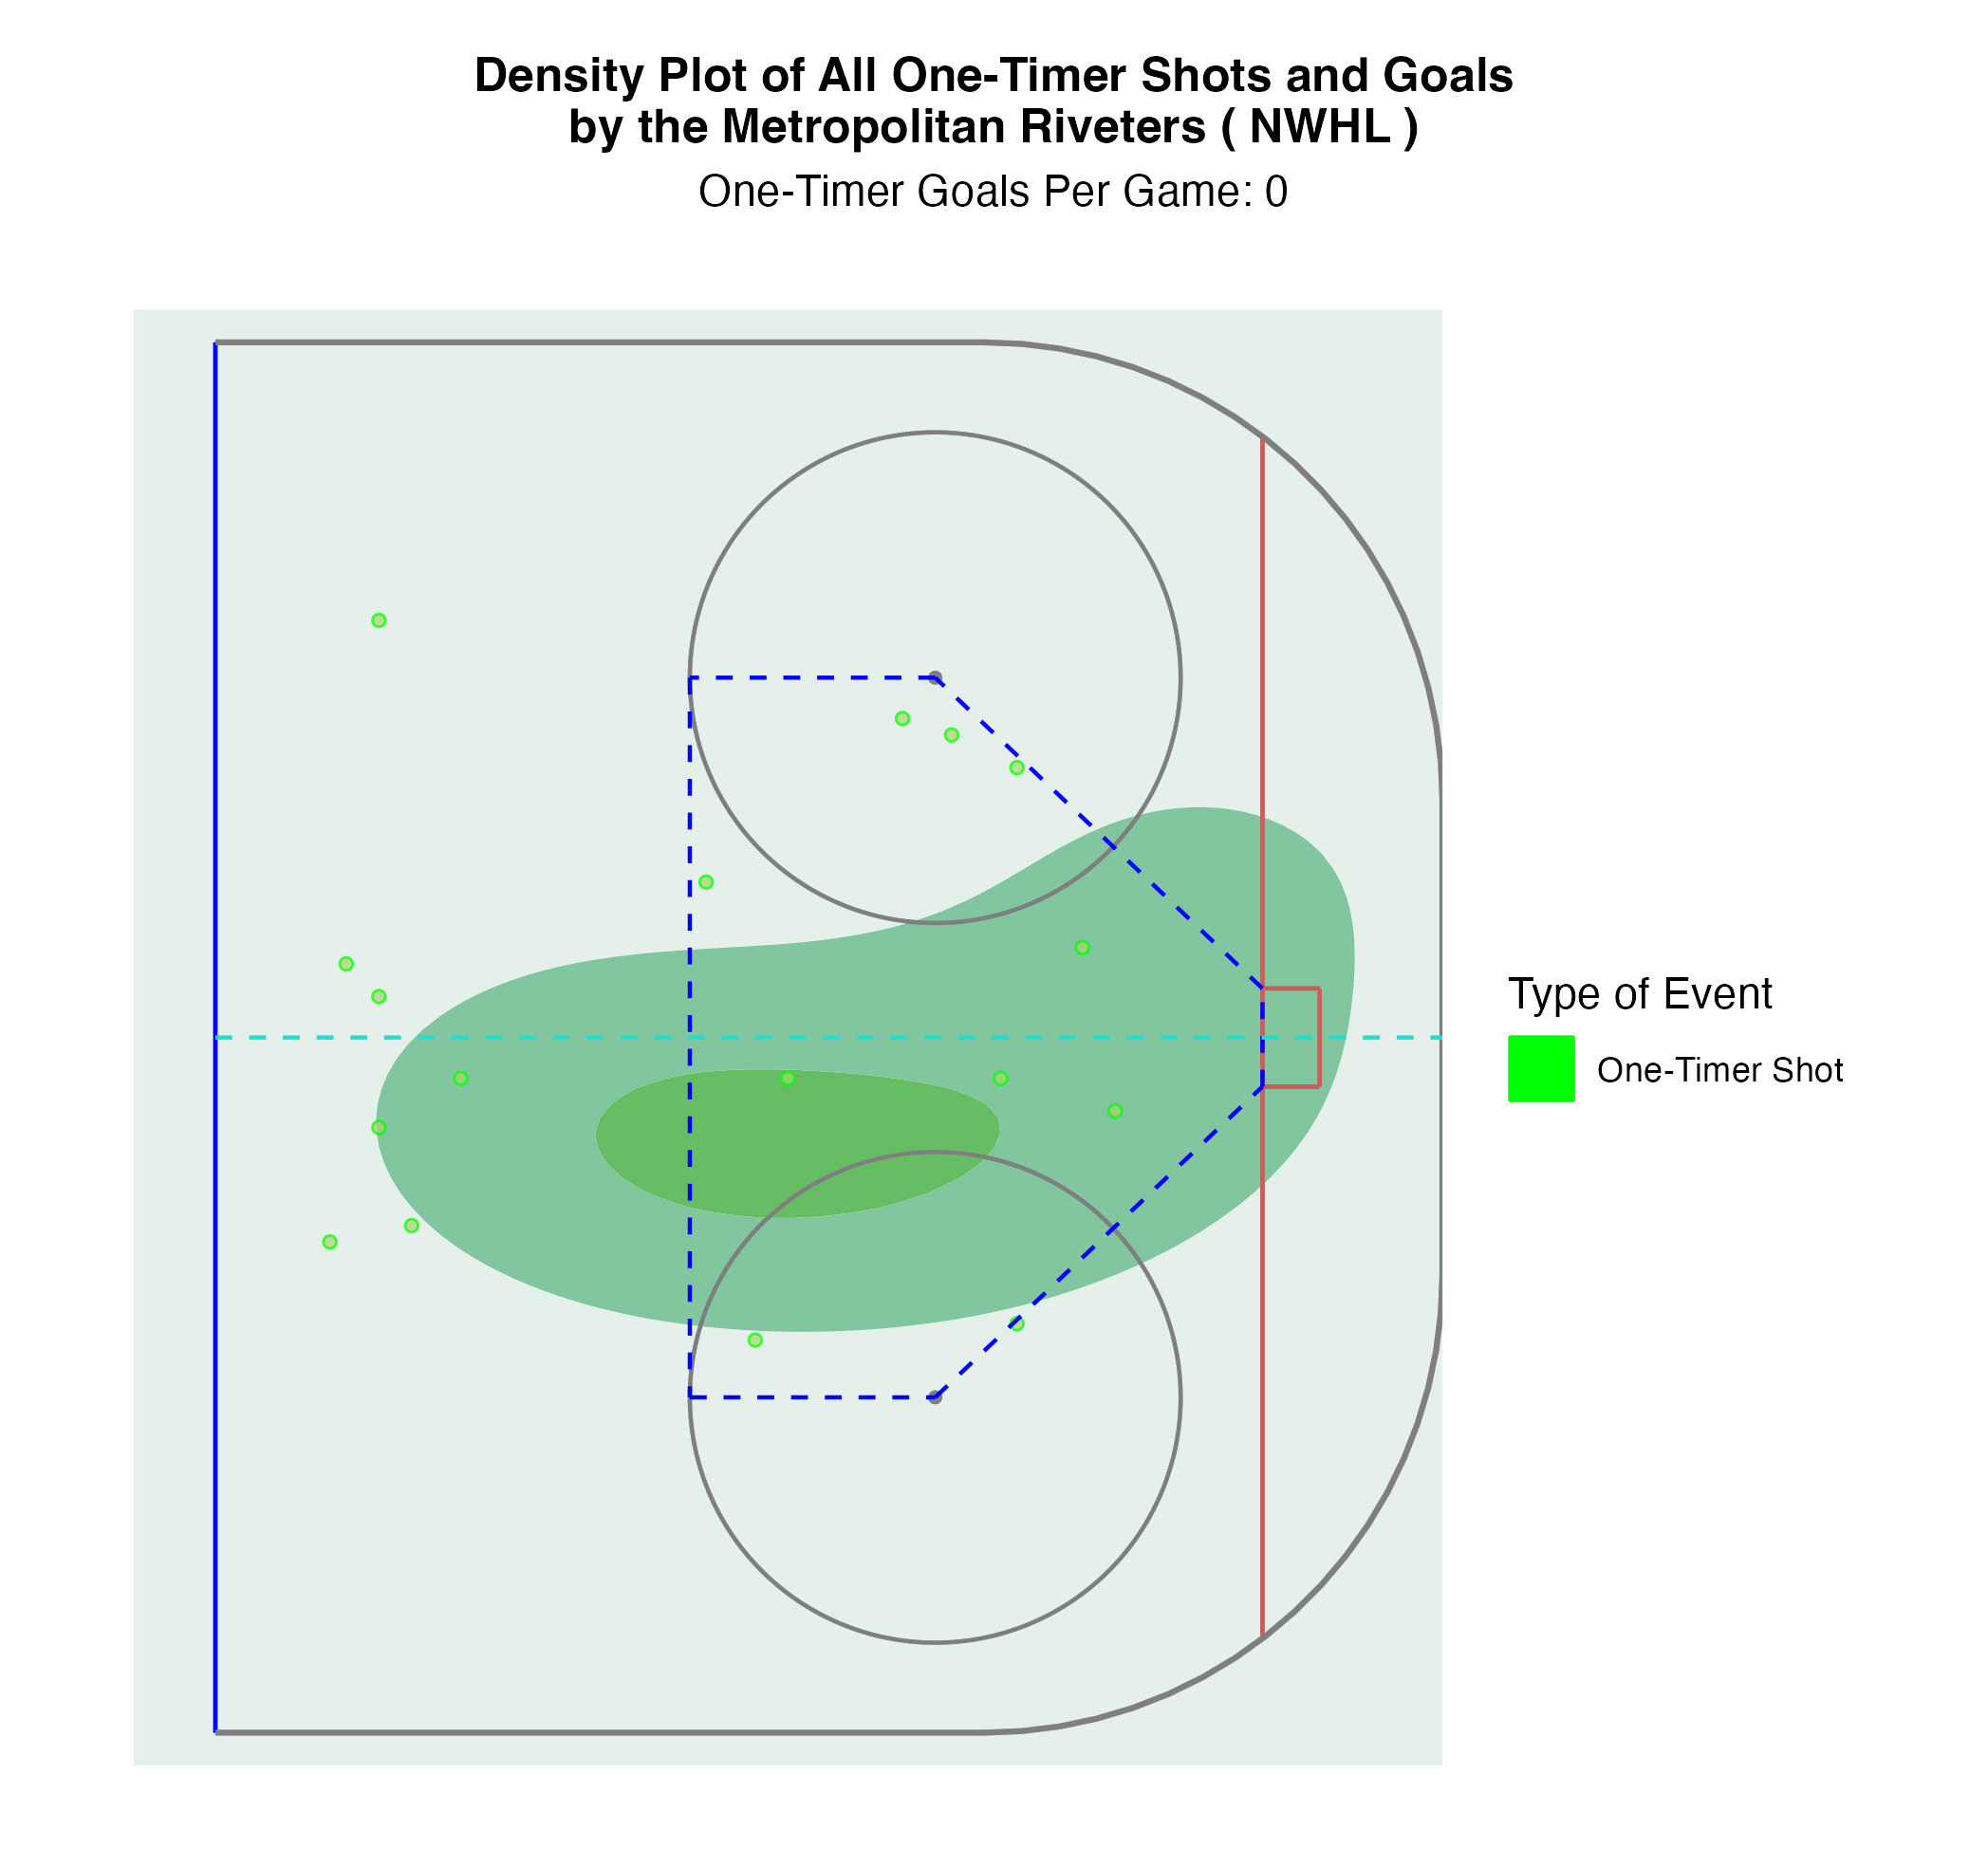 Density Plot of All One-Timer Shots and Goals
by the Metropolitan Riveters ( NWHL )
One-Timer Goals Per Game: 0
Type of Event
One-Timer Shot